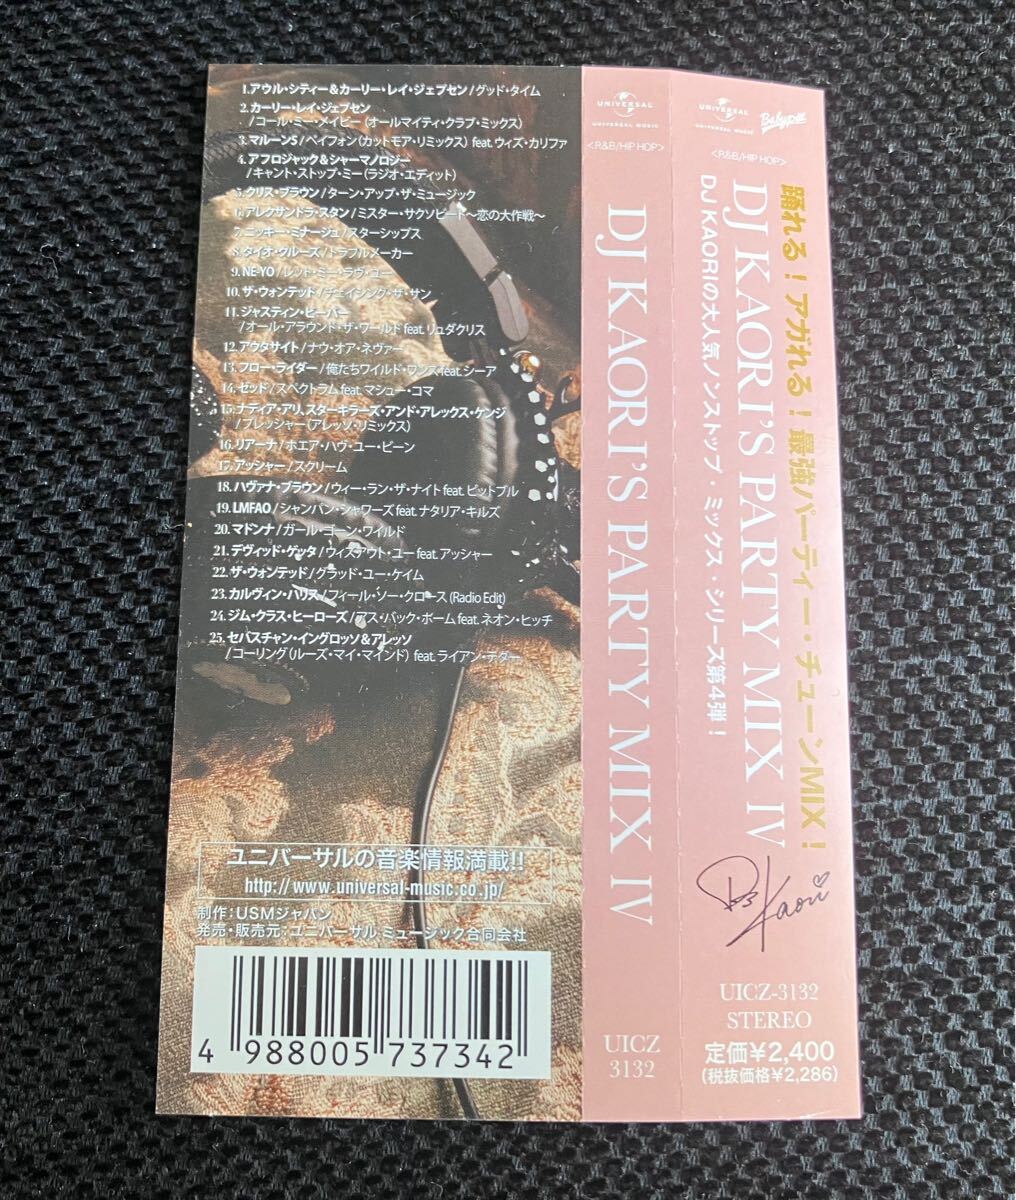 1.アウル・シティー&カーリー・レイ・ジェプセン/グッド・タイム
2.カーリー・レイ・ジェプセン
/コール・ミー・メイビー (オールマイティ・クラブ・ミックス)
3.マルーン5/ペイフォン(カットモア・リミックス) feat.ウィズ・カリファ
4.アフロジャック&シャーマノロジー
/キャント・ストップ・ミー(ラジオ・エディット)
5.クリス・ブラウン/ターン・アップ・ザ・ミュージック
6.アレクサンドラ・スタン/ミスター・サクソビート〜恋の大作戦〜
7.ニッキー・ミナージュ/スターシップス
8.タイオ・クルーズ/トラブルメーカー
9.NE-YO/レット・ミー・ラヴ・ユー
10.ザ・ウォンテッド/チェイシング・ザ・サン
11.ジャスティン・ビーバー
/オール・アラウンド・ザ・ワールド feat.リュダクリス
12.アウタサイト/ナウ・オア・ネヴァー
13.フロー・ライダー/俺たちワイルド・ワンス feat.シーア
14.ゼッド/スペクトラム feat.マシュー・コマ
15.ナディア・アリ,スターキラーズ・アンド・アレックス・ケンジ
/プレッシャー(アレッソ・リミックス)
16.リアーナ/ホエア・ハヴ・ユー・ビーン
17.アッシャー/スクリーム
18.ハヴァナ・ブラウン/ウィー・ラン・ザ・ナイト feat.ピットブル
19.LMFAO/シャンパン・シャワーズ feat.ナタリア・キルズ
20.マドンナ/ガール・ゴーン・ワイルド
21.デヴィッド・ゲッタ/ウィズアウト・ユー feat.アッシャー
22.ザ・ウォンテッド/グラッド・ユー・ケイム
23.カルヴィン・ハリス/フィール・ソー・クロース (Radio Edit)
24.ジム・クラス・ヒーローズ/アス・バック・ホーム feat.ネオン・ヒッチ
25.セバスチャン・イングロッソ&アレッソ
/コーリング(ルーズ・マイ・マインド) feat.ライアン・テダー
ユニバーサルの音楽情報満載!!
http://www.universal-music.co.jp/
制作:USMジャパン
発売・販売元:ユニバーサル ミュージック合同会社
4 988005 737342
UNIVERSAL
UNIVERSAL MUSIC
<R&B/HIP HOP>
DJ KAORI'S PARTY MIX IV
UICZ
3132
UNIVERSAL
UNIVERSAL MUSIC
Babypee
<R&B/HIP HOP>
踊れる!アガれる!最強パーティー・チューンMIX!
DJ KAORI'S PARTY MIX IV
DJ KAORIの大人気ノンストップ・ミックス・シリーズ第4弾!
DJ Kaori
UICZ-3132
STEREO
定価¥2,400
(税抜価格¥2,286)